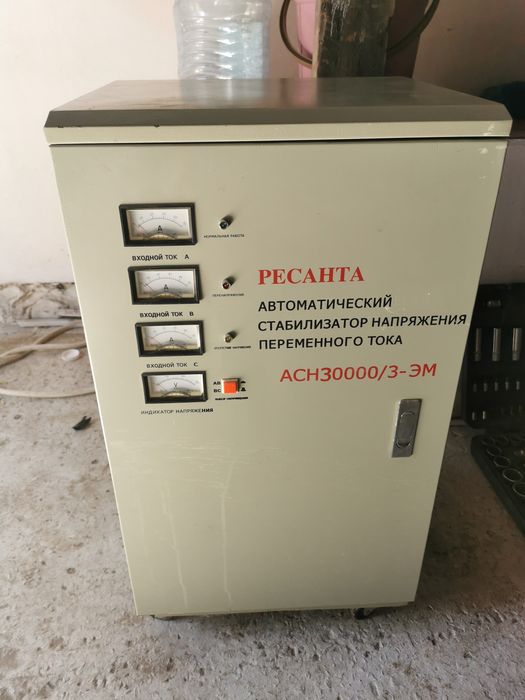 A
НОРМАЛЬНАЯ РАБОТА
ВХОДНОЙ ТОК A
A
ПЕРЕНАПРЯЖЕНИЕ
ВХОДНОЙ ТОК B
A
ВХОДНОЙ ТОК C
V
ИНДИКАТОР НАПРЯЖЕНИЯ
РЕСАНТА
АВТОМАТИЧЕСКИЙ
СТАБИЛИЗАТОР НАПРЯЖЕНИЯ
ПЕРЕМЕННОГО ТОКА
АСН30000/3-ЭМ